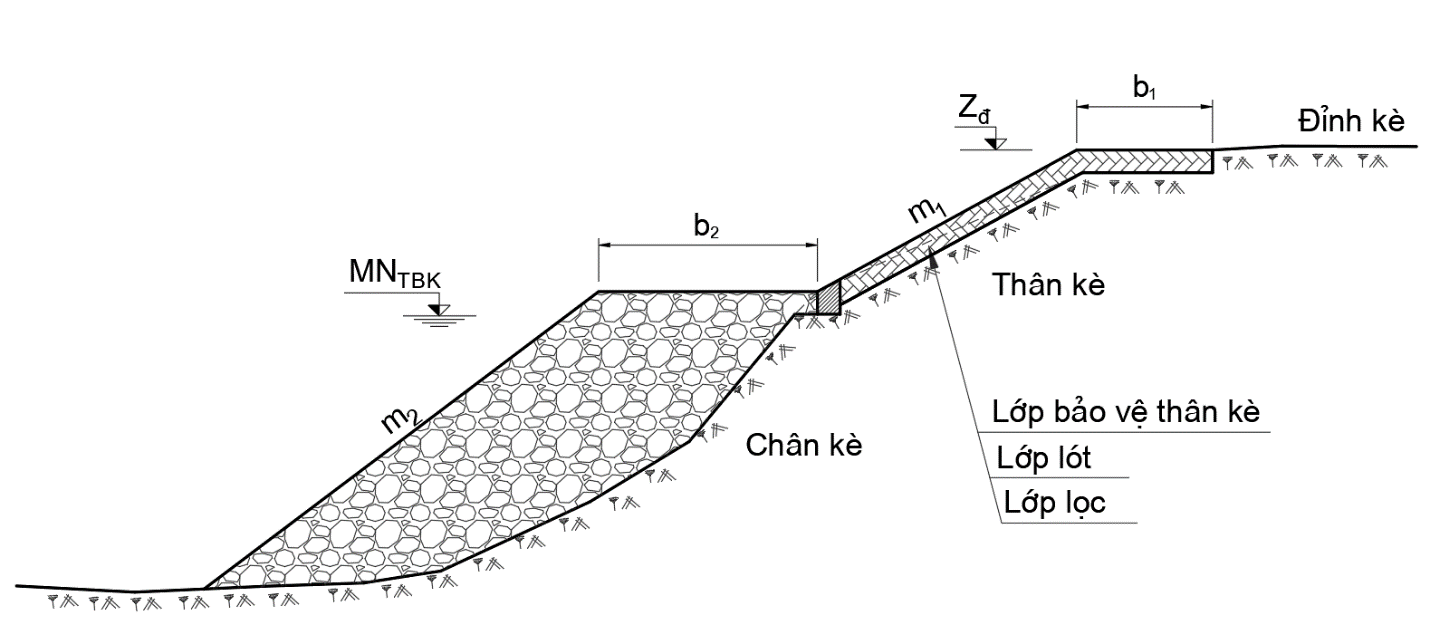 b₁
Zđ
Đỉnh kè
m₁
b₂
MNTBK
Thân kè
m₂
Lớp bảo vệ thân kè
Chân kè
Lớp lót
Lớp lọc